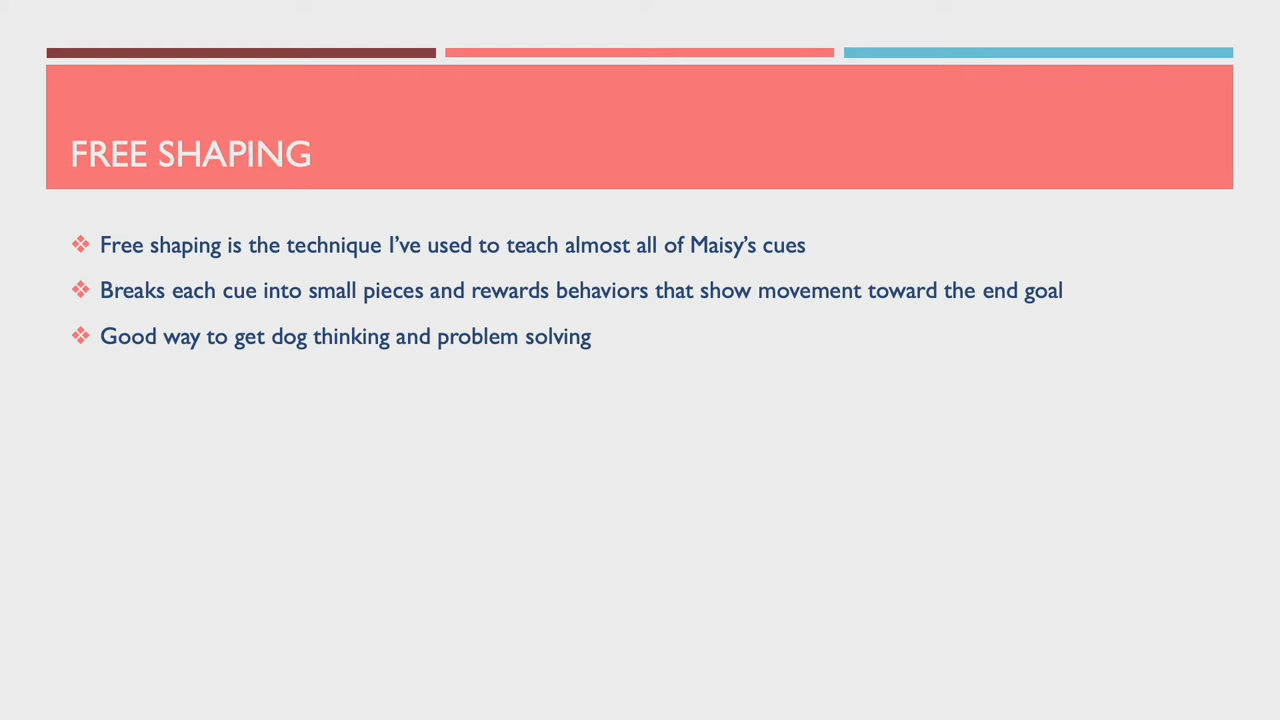 FREE SHAPING
Free shaping is the technique I’ve used to teach almost all of Maisy’s cues
Breaks each cue into small pieces and rewards behaviors that show movement toward the end goal
Good way to get dog thinking and problem solving